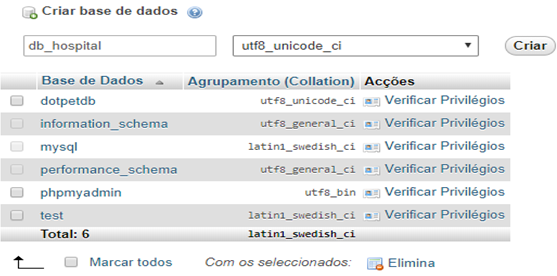 Criar base de dados
db_hospital utf8_unicode_ci Criar
Base de Dados Agrupamento (Collation) Acções
dotpetdb utf8_unicode_ci Verificar Privilégios
information_schema utf8_general_ci Verificar Privilégios
mysql latin1_swedish_ci Verificar Privilégios
performance_schema utf8_general_ci Verificar Privilégios
phpmyadmin utf8_bin Verificar Privilégios
test latin1_swedish_ci Verificar Privilégios
Total: 6 latin1_swedish_ci
Marcar todos Com os seleccionados: Elimina